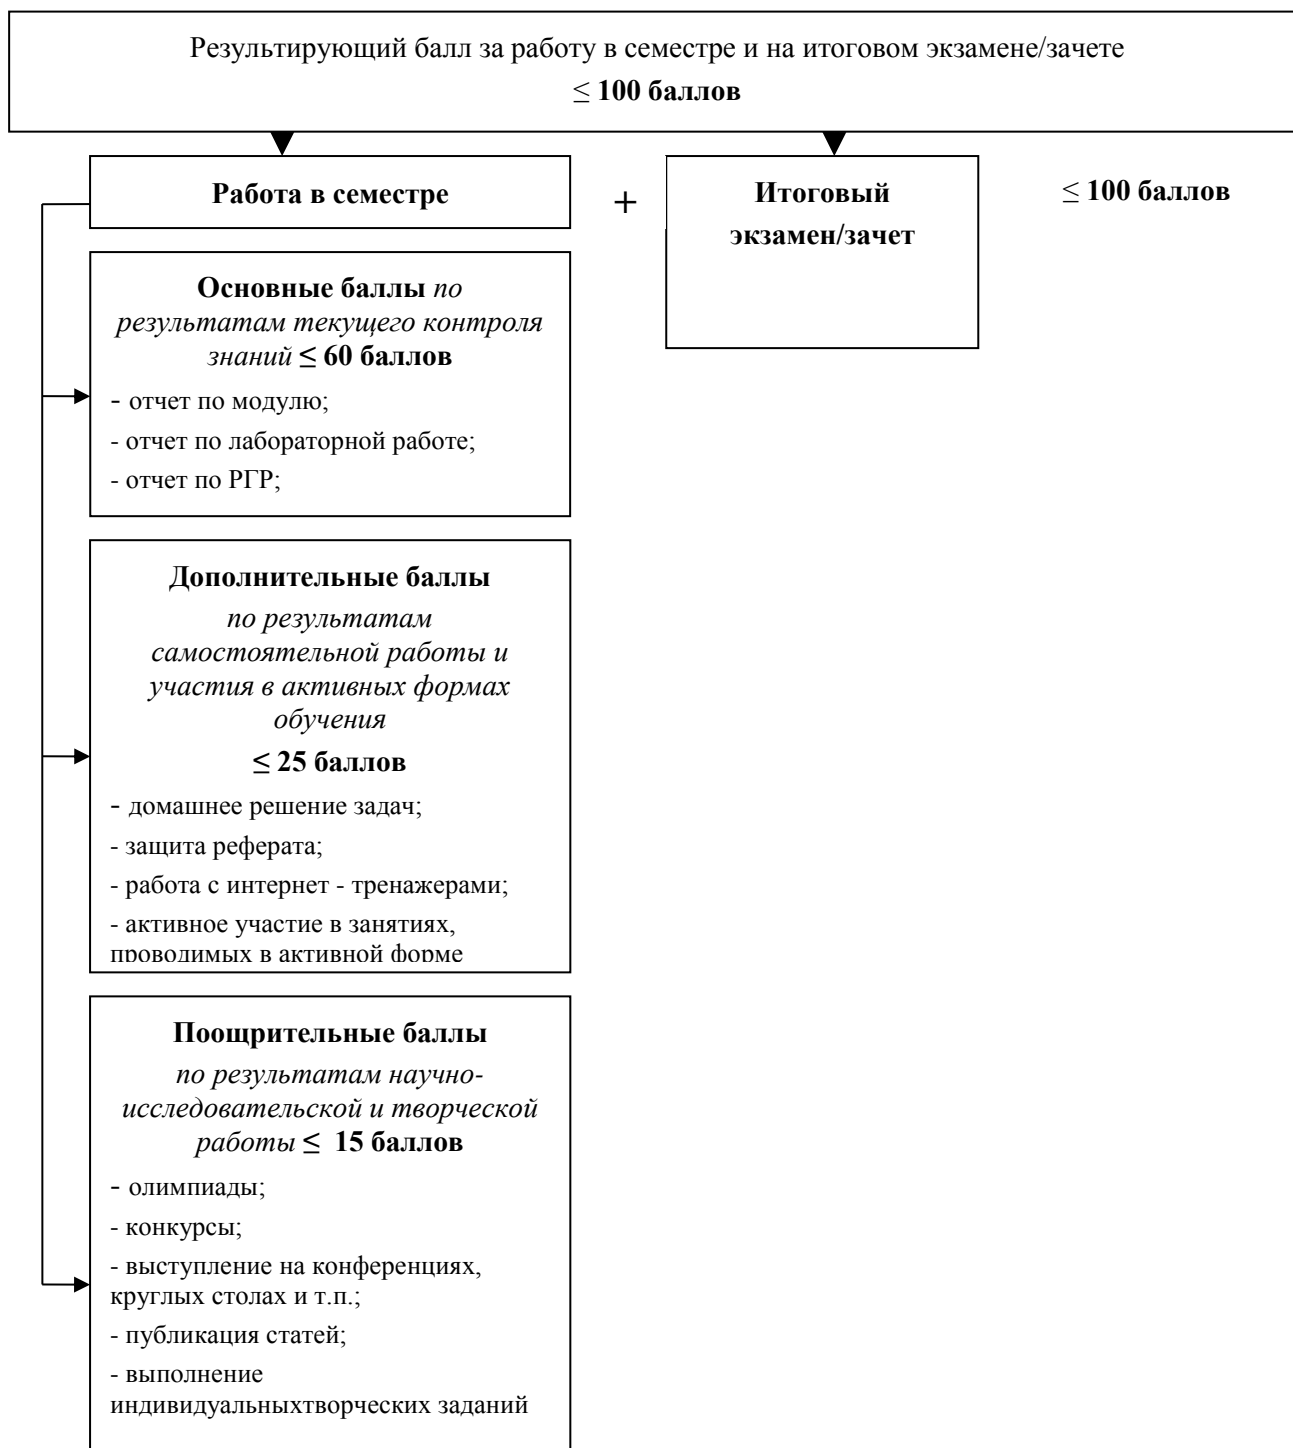 Результирующий балл за работу в семестре и на итоговом экзамене/зачете
≤ 100 баллов
Работа в семестре
+
Итоговый
экзамен/зачет
≤ 100 баллов
Основные баллы по
результатам текущего контроля
знаний ≤ 60 баллов
- отчет по модулю;
- отчет по лабораторной работе;
- отчет по РГР;
Дополнительные баллы
по результатам
самостоятельной работы и
участия в активных формах
обучения
≤ 25 баллов
- домашнее решение задач;
- защита реферата;
- работа с интернет - тренажерами;
- активное участие в занятиях,
проводимых в активной форме
Поощрительные баллы
по результатам научно-
исследовательской и творческой
работы ≤ 15 баллов
- олимпиады;
- конкурсы;
- выступление на конференциях,
круглых столах и т.п.;
- публикация статей;
- выполнение
индивидуальныхтворческих заданий